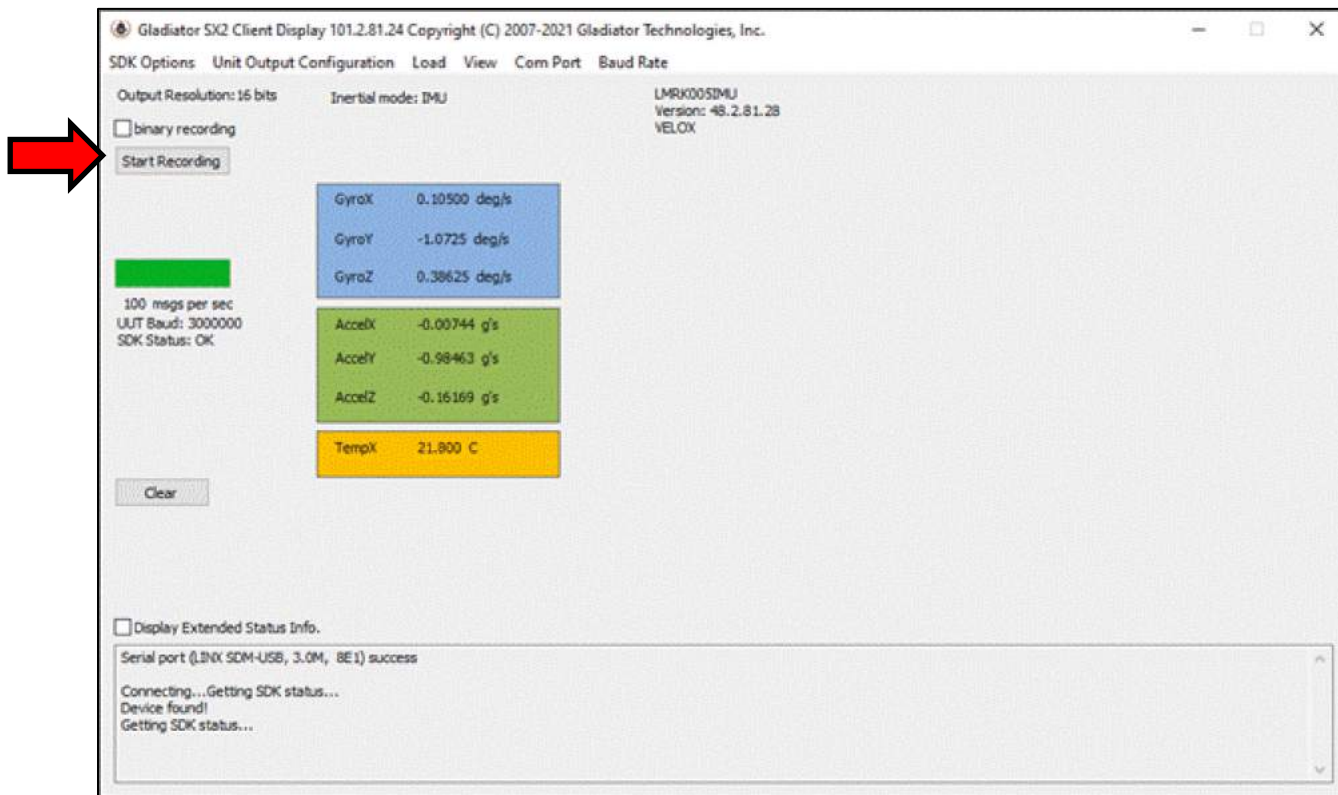 Gladiator SX2 Client Display 101.2.81.24 Copyright (C) 2007-2021 Gladiator Technologies, Inc.
SDK Options Unit Output Configuration Load View Com Port Baud Rate
Output Resolution: 16 bits
Inertial mode: IMU
LMRK005IMU
Version: 48.2.81.28
VELOX
binary recording
Start Recording
GyroX 0.10500 deg/s
GyroY -1.0725 deg/s
GyroZ 0.38625 deg/s
100 msgs per sec
UUT Baud: 3000000
SDK Status: OK
AccelX -0.00744 g's
AccelY -0.98463 g's
AccelZ -0.16169 g's
TempX 21.800 C
Clear
Display Extended Status Info.
Serial port (LINX SDM-USB, 3.0M, 8E1) success
Connecting...Getting SDK status...
Device found!
Getting SDK status...